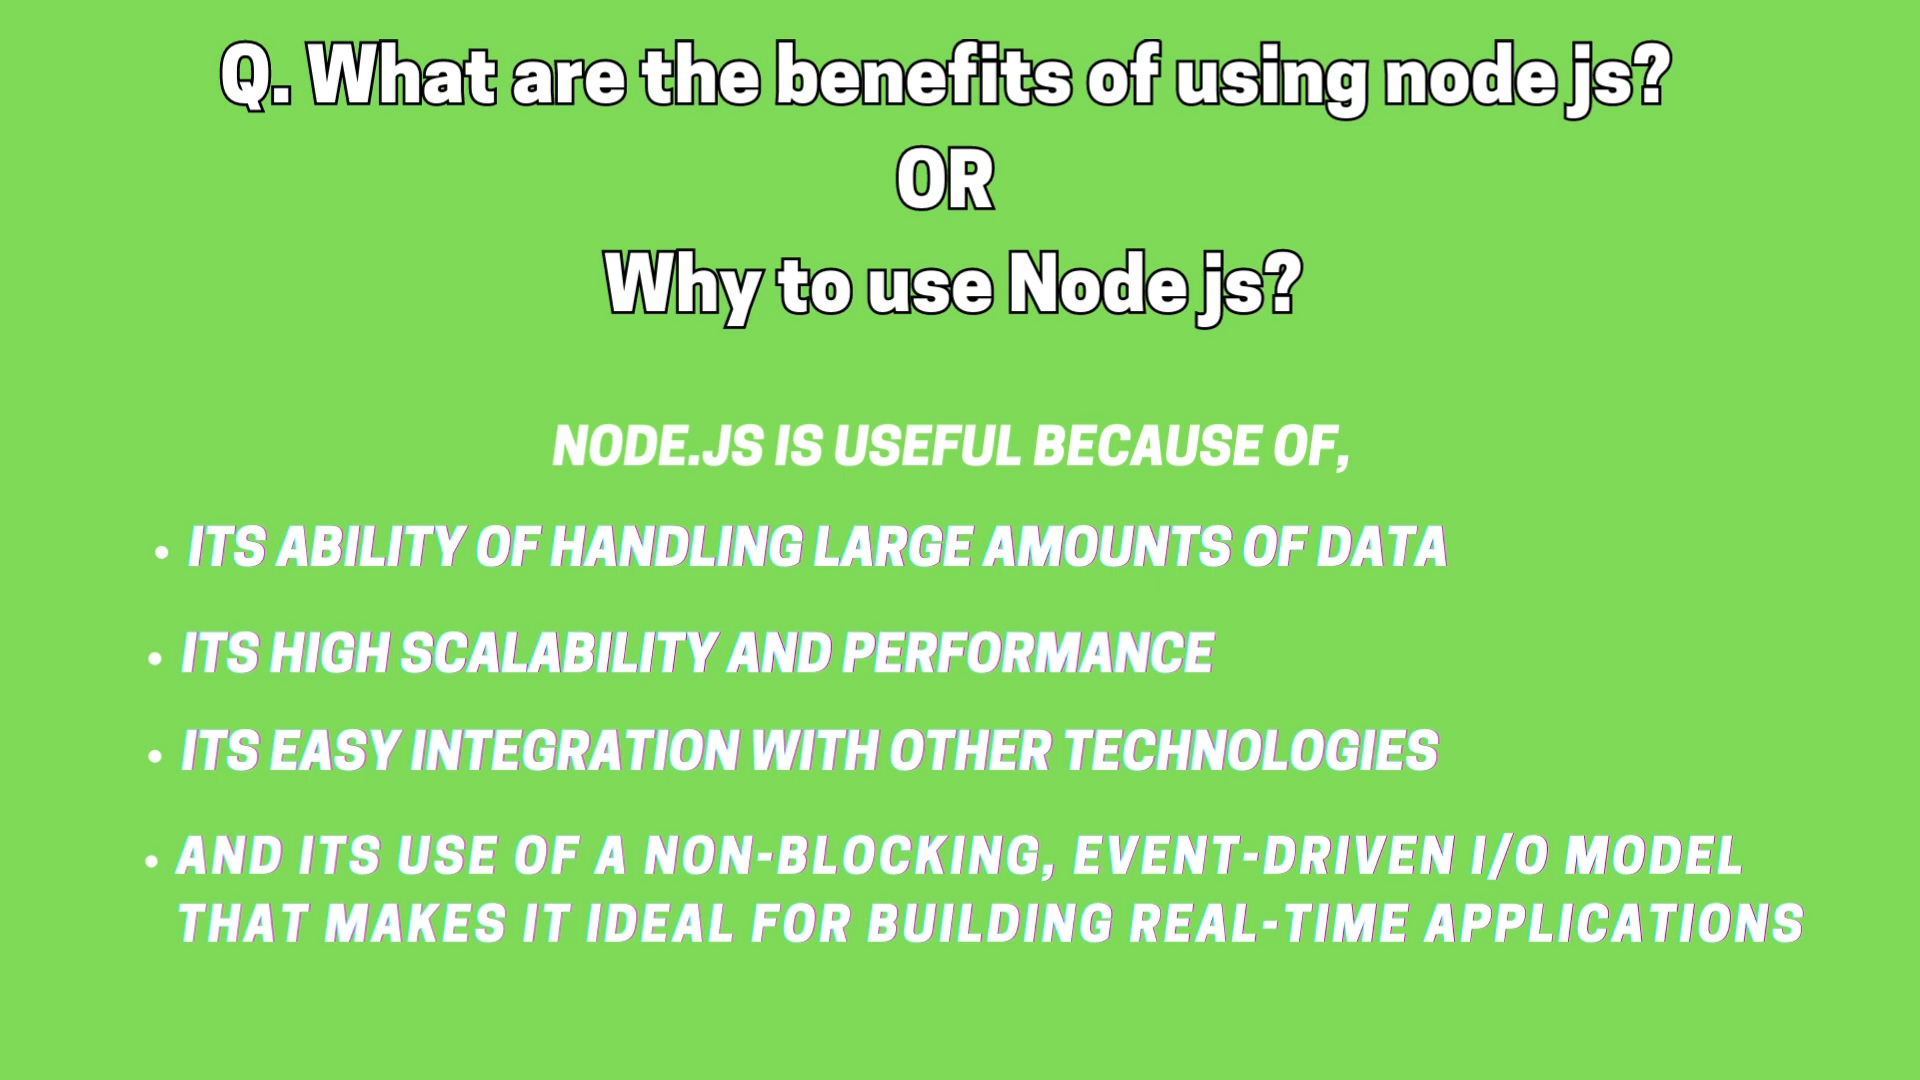 Q. What are the benefits of using node js?
OR
Why to use Node js?
NODE.JS IS USEFUL BECAUSE OF,
• ITS ABILITY OF HANDLING LARGE AMOUNTS OF DATA
• ITS HIGH SCALABILITY AND PERFORMANCE
• ITS EASY INTEGRATION WITH OTHER TECHNOLOGIES
• AND ITS USE OF A NON-BLOCKING, EVENT-DRIVEN I/O MODEL
THAT MAKES IT IDEAL FOR BUILDING REAL-TIME APPLICATIONS